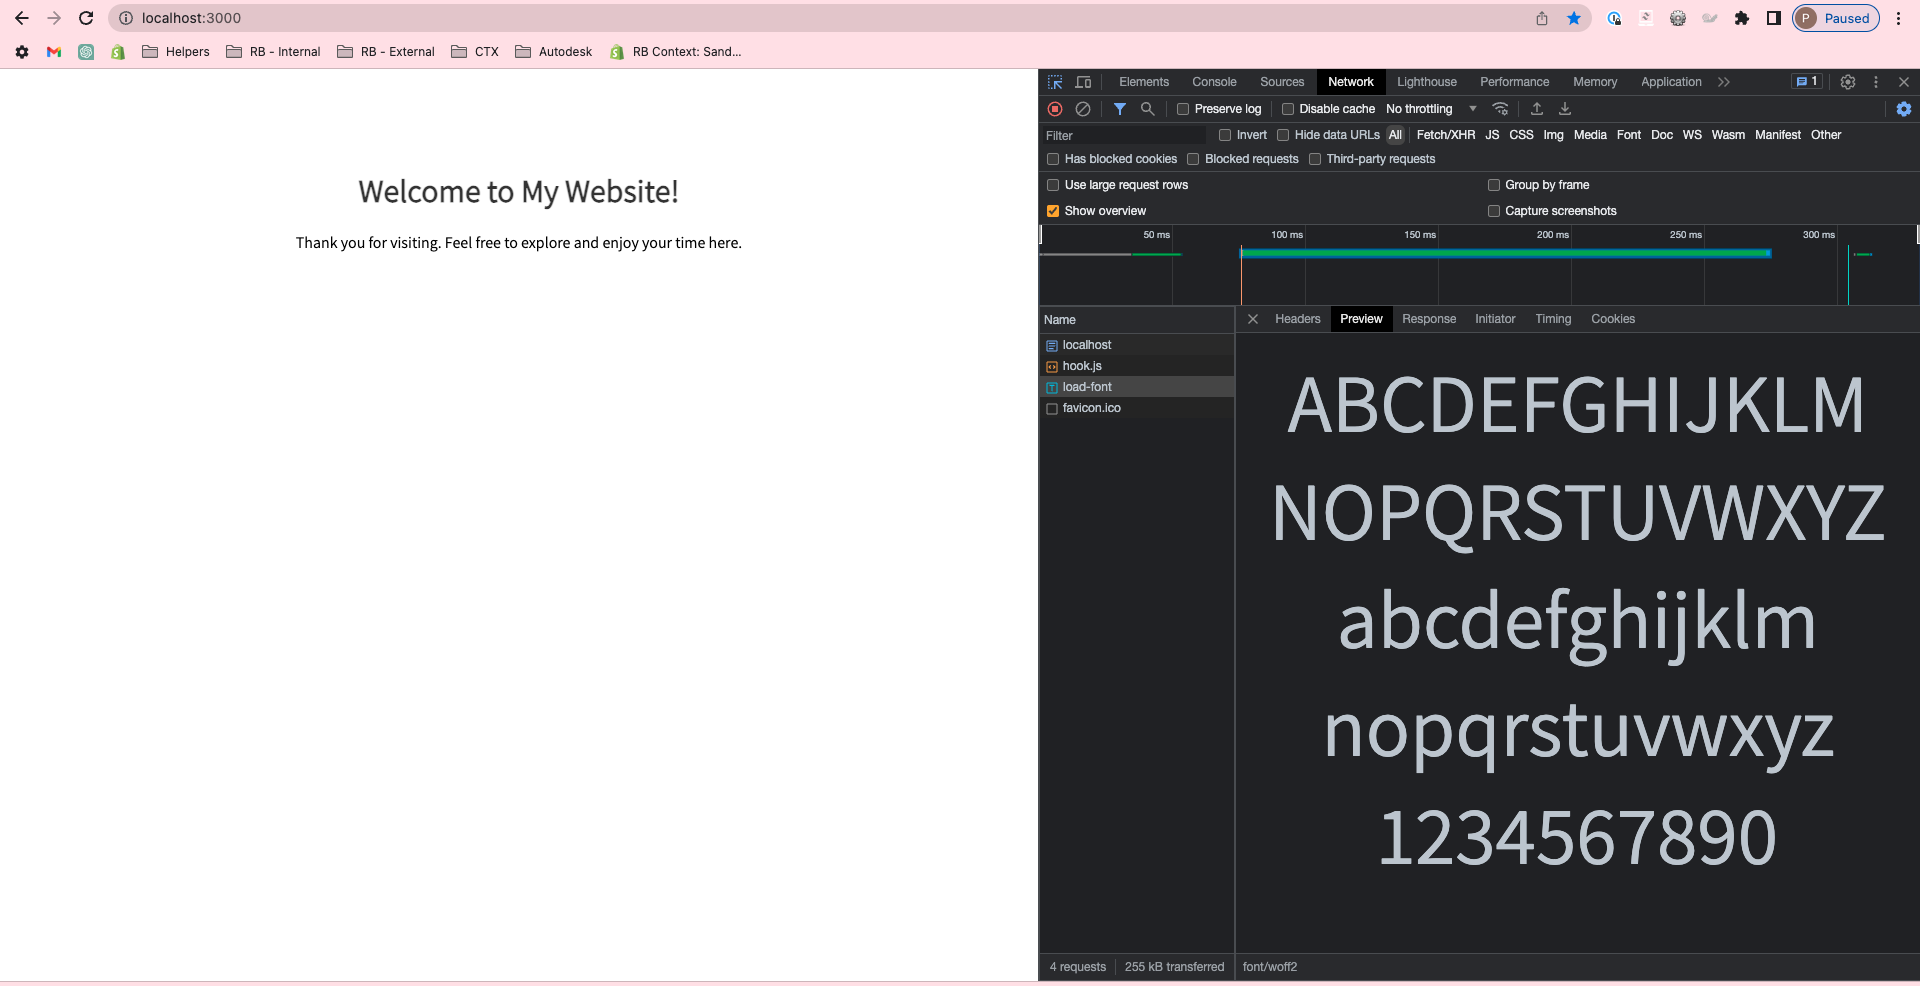 localhost:3000
P Paused
Helpers RB - Internal RB - External CTX Autodesk RB Context: Sand...
Welcome to My Website!
Thank you for visiting. Feel free to explore and enjoy your time here.
Elements Console Sources Network Lighthouse Performance Memory Application 1
Preserve log Disable cache No throttling
Filter Invert Hide data URLs All Fetch/XHR JS CSS Img Media Font Doc WS Wasm Manifest Other
Has blocked cookies Blocked requests Third-party requests
Use large request rows Group by frame
Show overview Capture screenshots
50 ms 100 ms 150 ms 200 ms 250 ms 300 ms
Name
localhost
hook.js
load-font
favicon.ico
Headers Preview Response Initiator Timing Cookies
ABCDEFGHIJKLM
NOPQRSTUVWXYZ
abcdefghijklm
nopqrstuvwxyz
1234567890
4 requests 255 kB transferred font/woff2